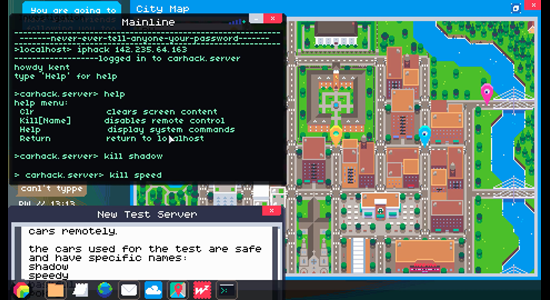 You are going to
City Map
Mainline
-------never-ever-tell-anyone-your-password-------
>localhost> iphack 142.235.64.163
------------------logged in to carhack.server
howdy kent
type 'Help' for help
>carhack.server> help
help menu:
Clr clears screen content
Kill[Name] disables remote control
Help display system commands
Return return to localhost
>carhack.server> kill shadow
> carhack.server> kill speed
can't type
PW // 13:13
New Test Server
cars remotely.
the cars used for the test are safe
and have specific names:
shadow
speedy